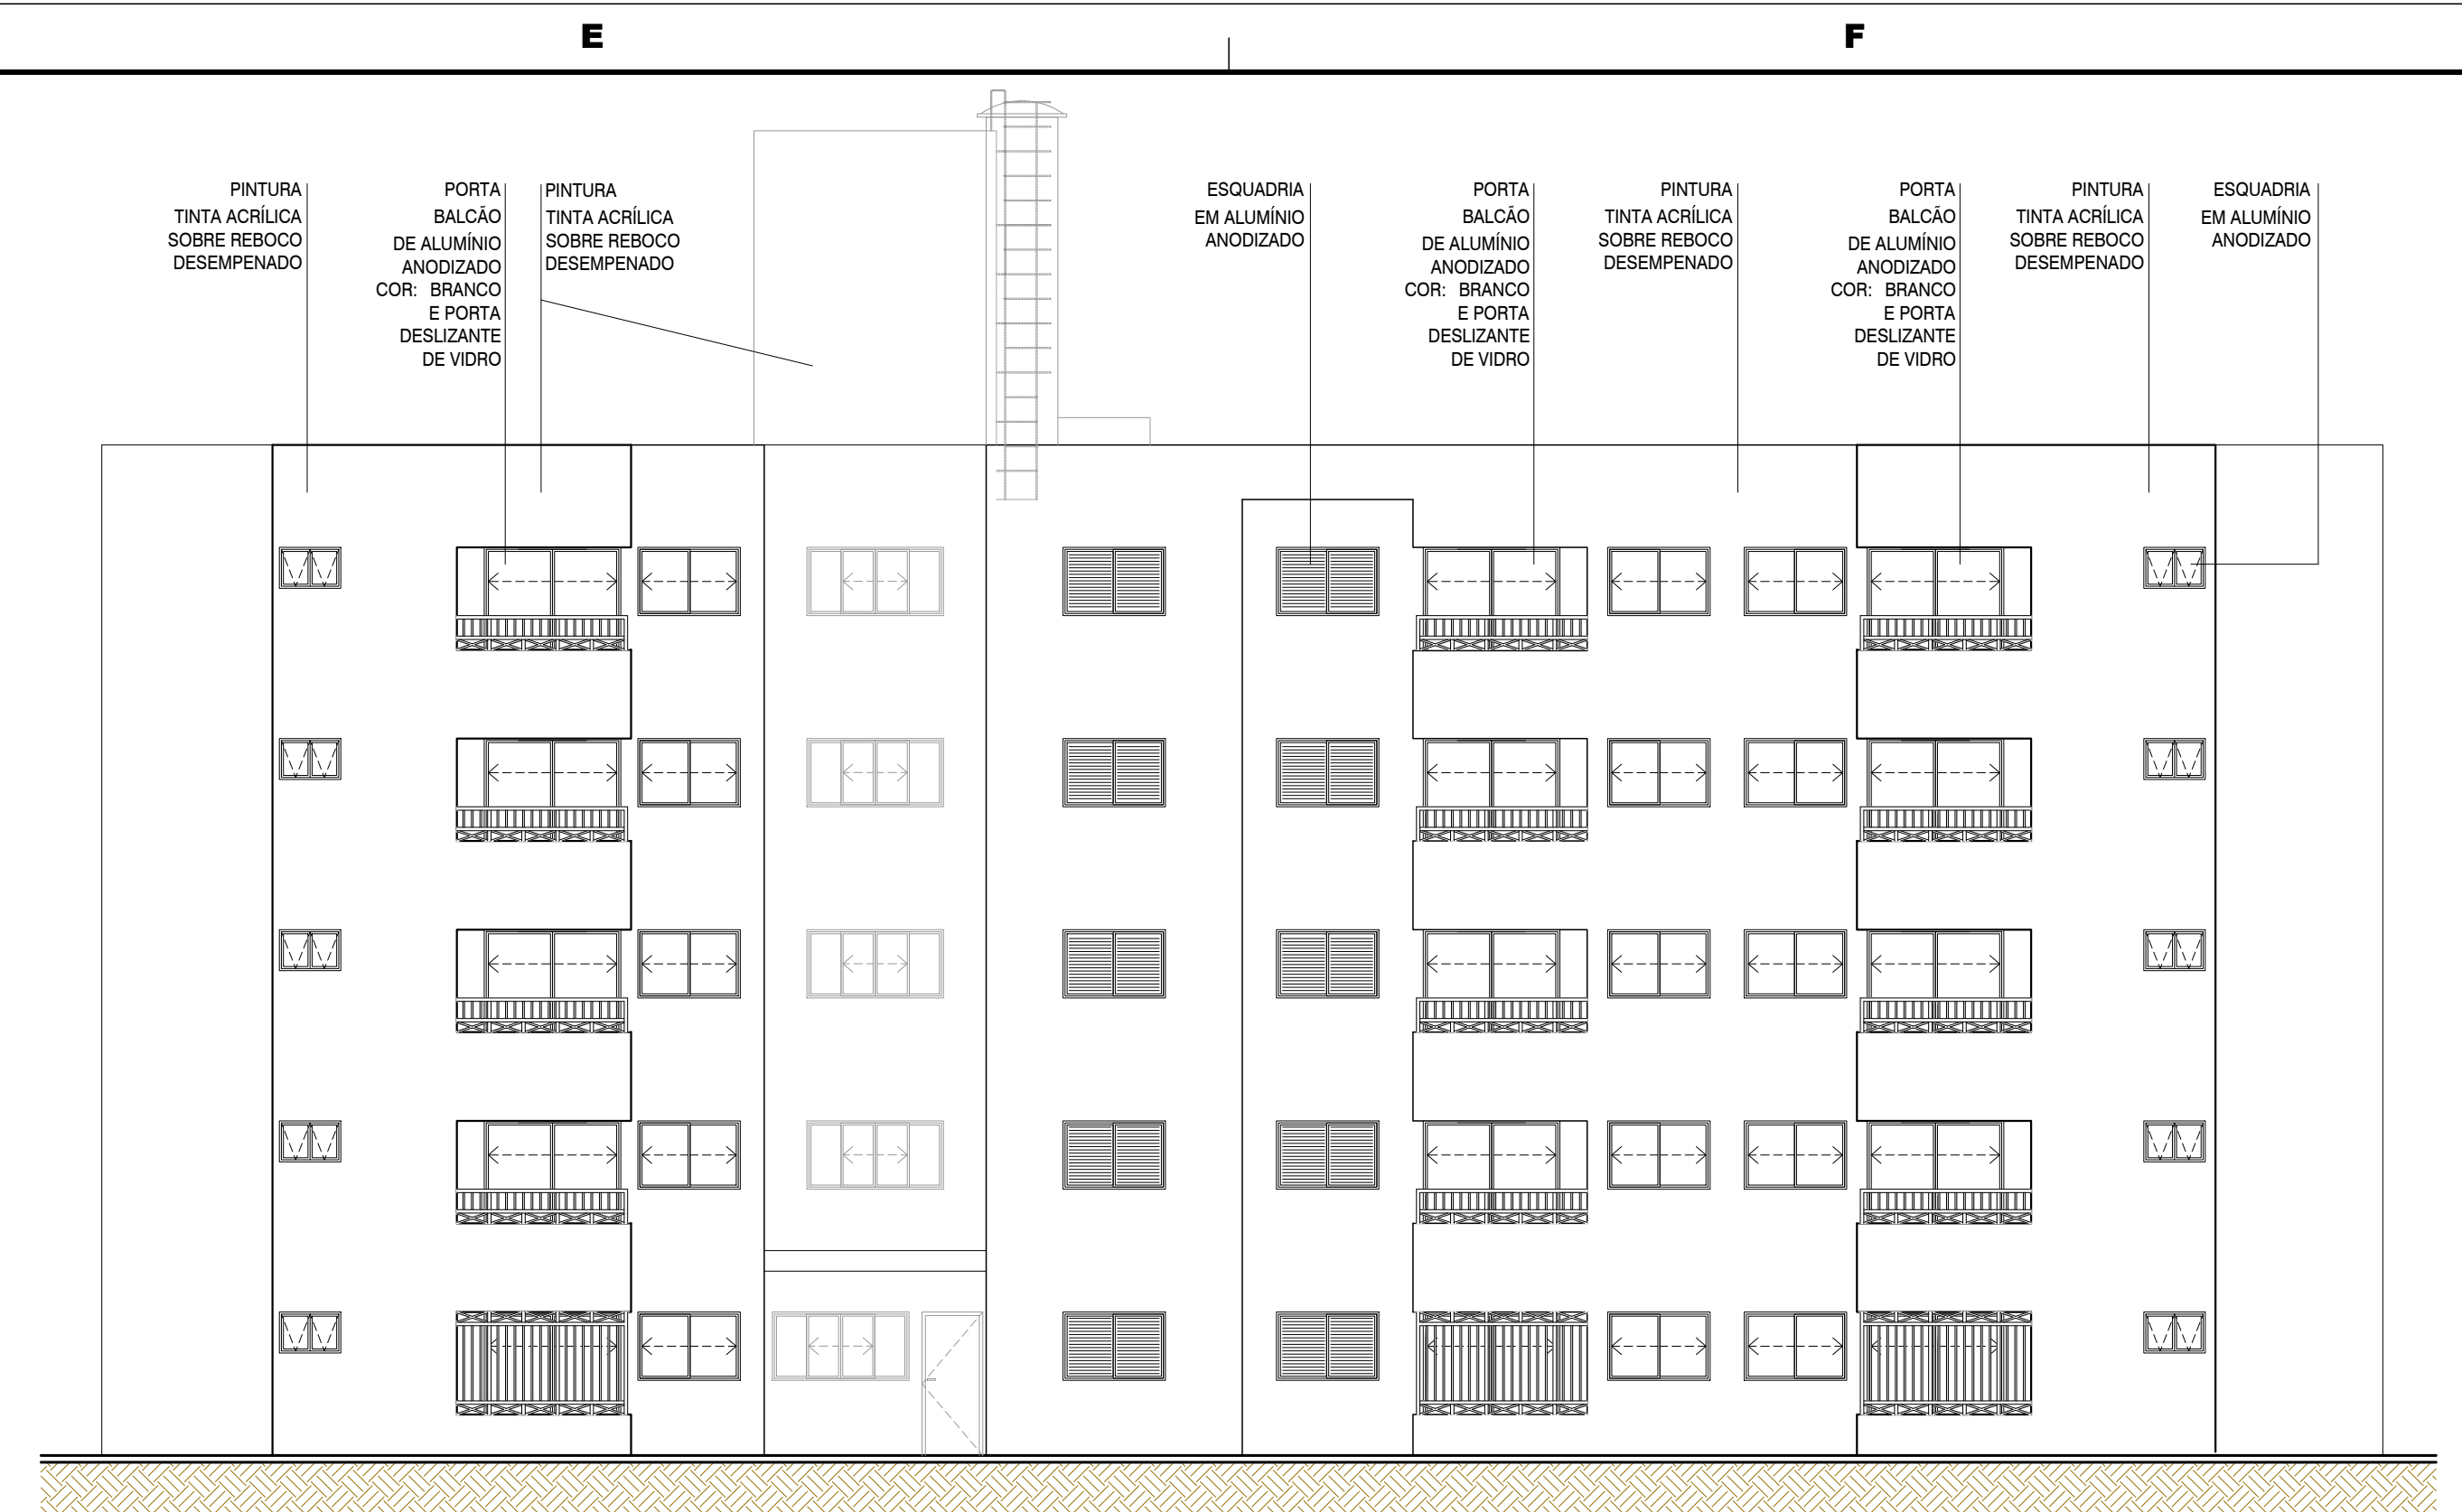 E
F
PINTURA
TINTA ACRÍLICA
SOBRE REBOCO
DESEMPENADO
PORTA
BALCÃO
DE ALUMÍNIO
ANODIZADO
COR: BRANCO
E PORTA
DESLIZANTE
DE VIDRO
PINTURA
TINTA ACRÍLICA
SOBRE REBOCO
DESEMPENADO
ESQUADRIA
EM ALUMÍNIO
ANODIZADO
PORTA
BALCÃO
DE ALUMÍNIO
ANODIZADO
COR: BRANCO
E PORTA
DESLIZANTE
DE VIDRO
PINTURA
TINTA ACRÍLICA
SOBRE REBOCO
DESEMPENADO
PORTA
BALCÃO
DE ALUMÍNIO
ANODIZADO
COR: BRANCO
E PORTA
DESLIZANTE
DE VIDRO
PINTURA
TINTA ACRÍLICA
SOBRE REBOCO
DESEMPENADO
ESQUADRIA
EM ALUMÍNIO
ANODIZADO